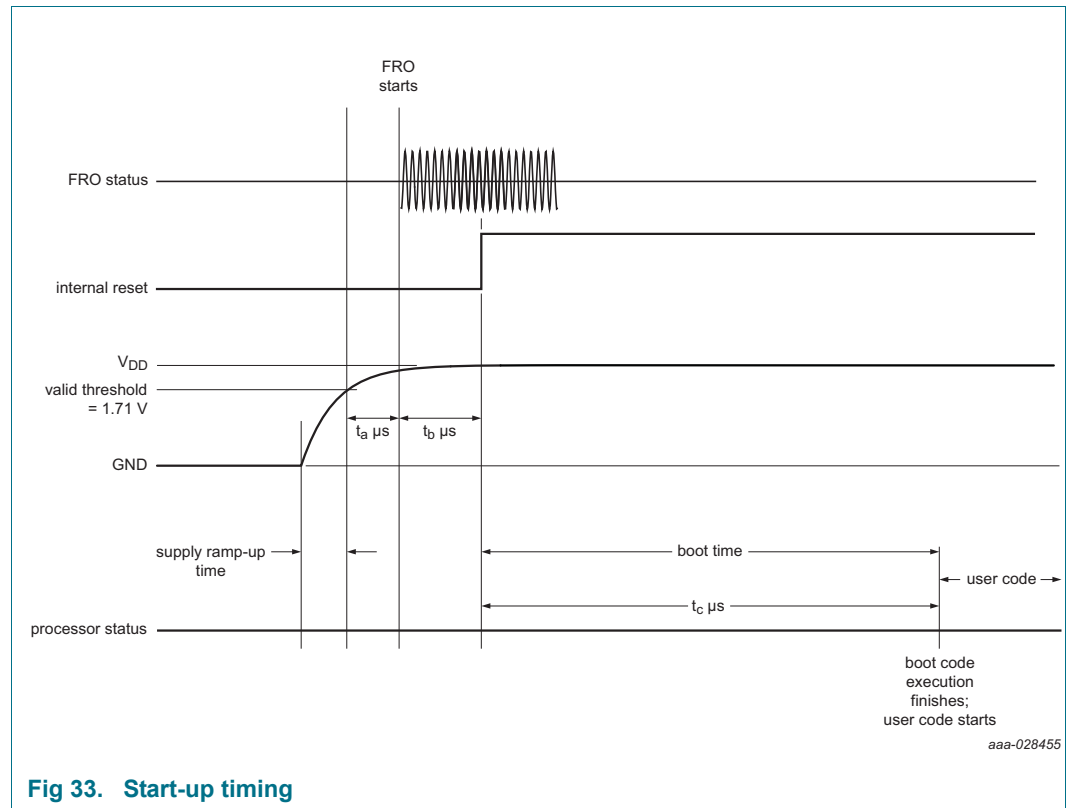 FRO
starts
FRO status
internal reset
VDD
valid threshold
= 1.71 V
ta µs
tb µs
GND
supply ramp-up
time
boot time
user code
tc µs
processor status
boot code
execution
finishes;
user code starts
aaa-028455
Fig 33. Start-up timing